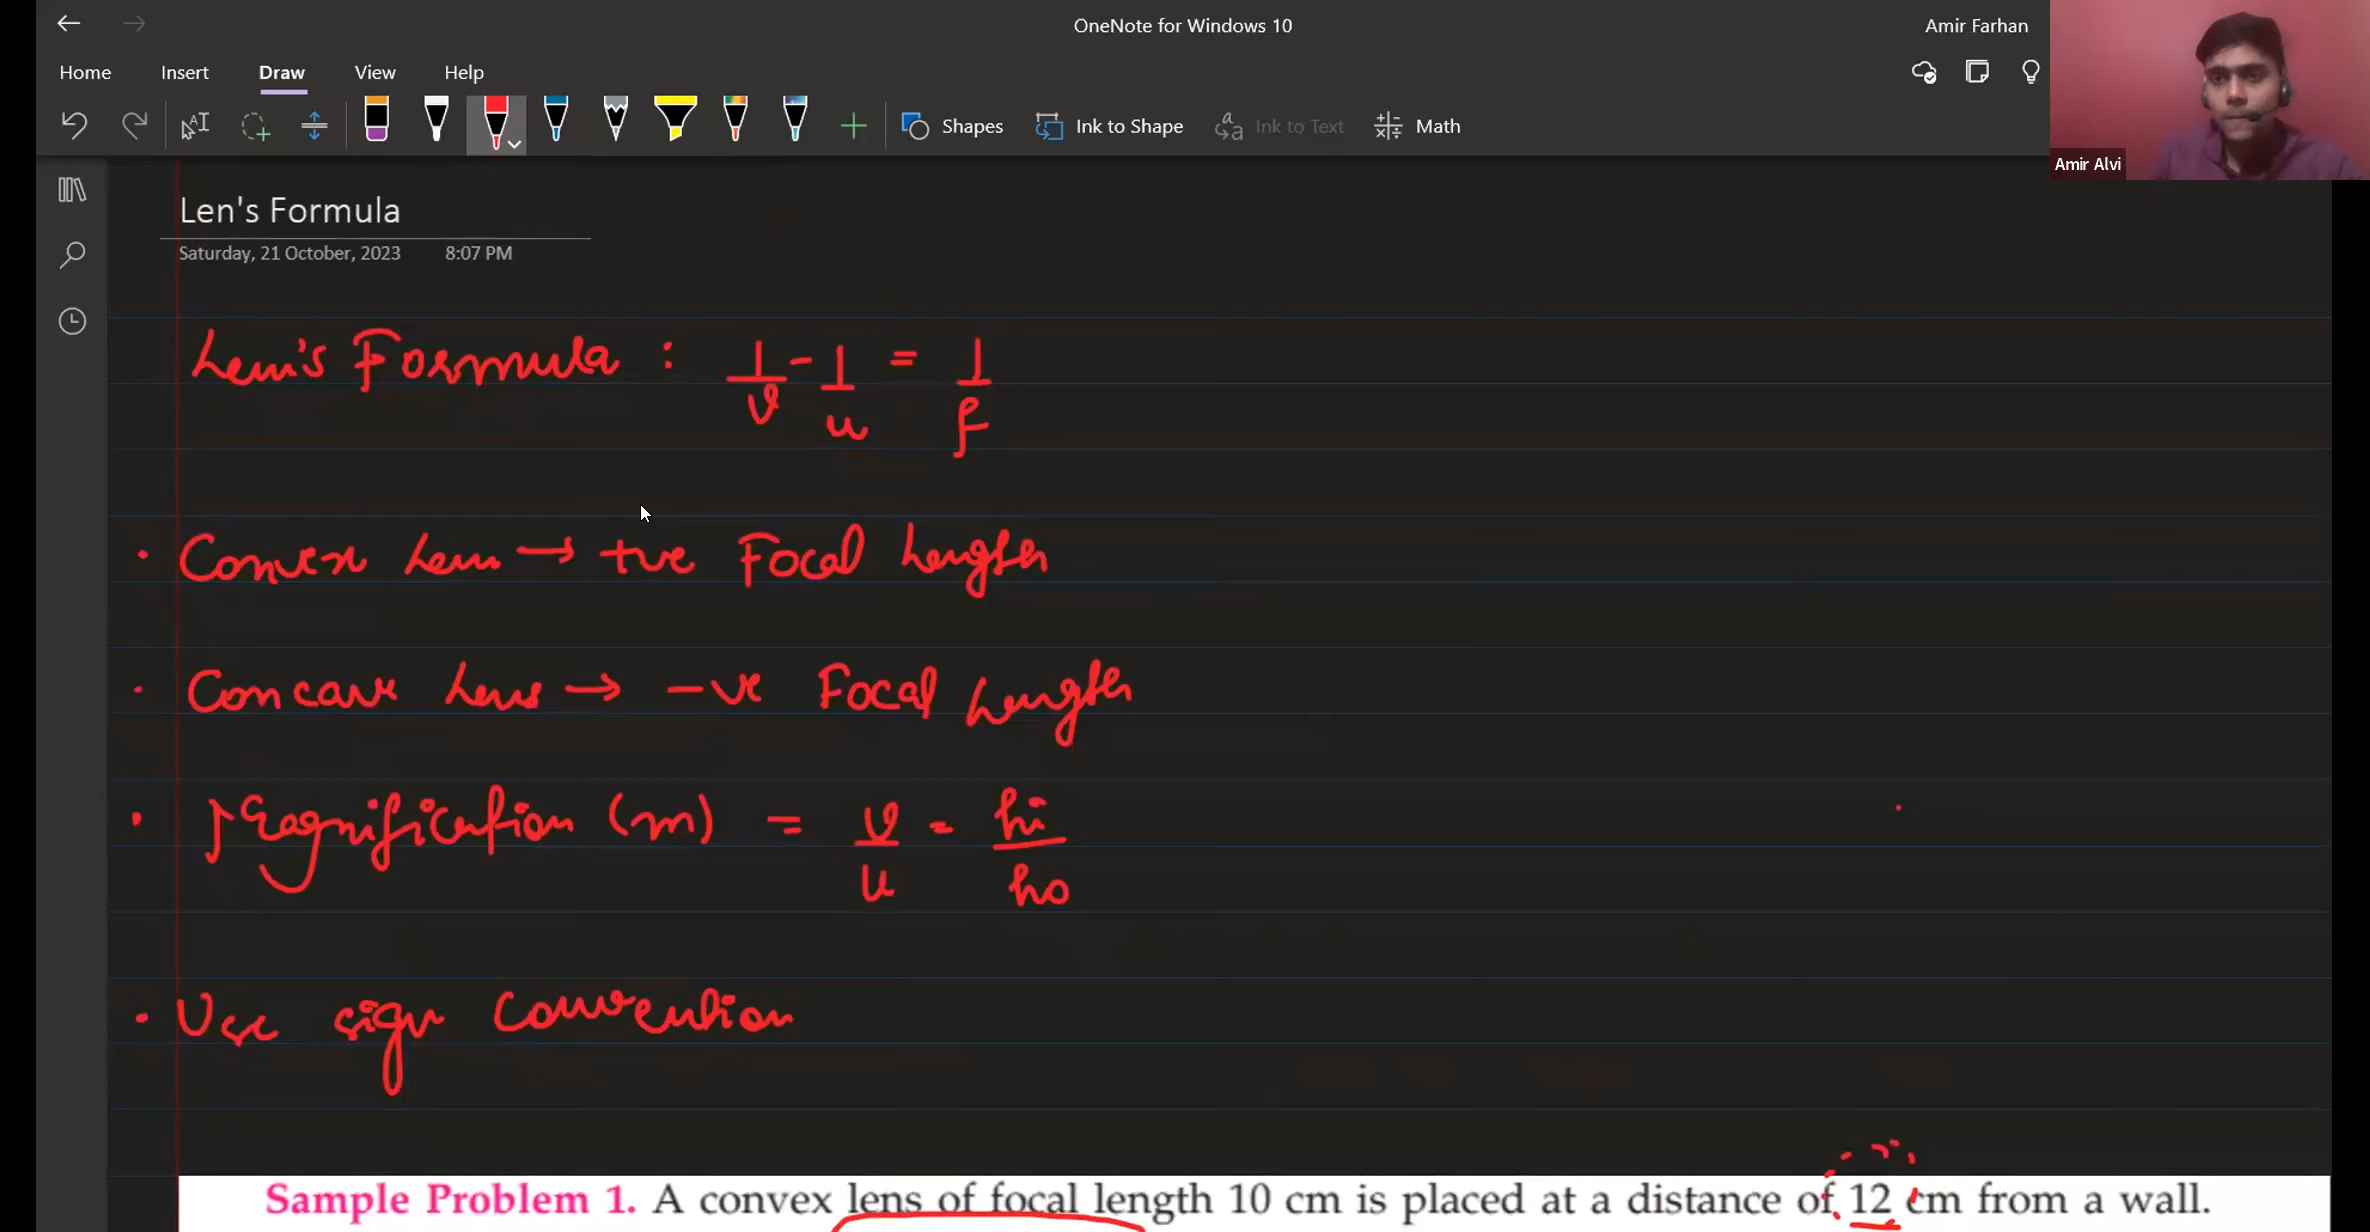 OneNote for Windows 10
Amir Farhan
Home Insert Draw View Help
Shapes Ink to Shape Ink to Text Math
Amir Alvi
Len's Formula
Saturday, 21 October, 2023 8:07 PM
Len's Formula : 1/v - 1/u = 1/f
· Convex Lens → +ve Focal Length
· Concave Lens → -ve Focal Length
· Magnification (m) = v/u = hi/ho
· Use sign Convention
Sample Problem 1. A convex lens of focal length 10 cm is placed at a distance of 12 cm from a wall.